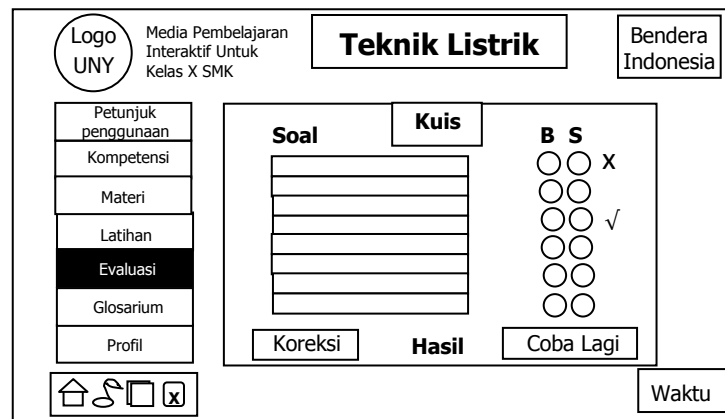 Logo
UNY
Media Pembelajaran
Interaktif Untuk
Kelas X SMK
Teknik Listrik
Bendera
Indonesia
Petunjuk
penggunaan
Kompetensi
Materi
Latihan
Evaluasi
Glosarium
Profil
Kuis
Soal
B S
X
√
Koreksi
Hasil
Coba Lagi
x
Waktu